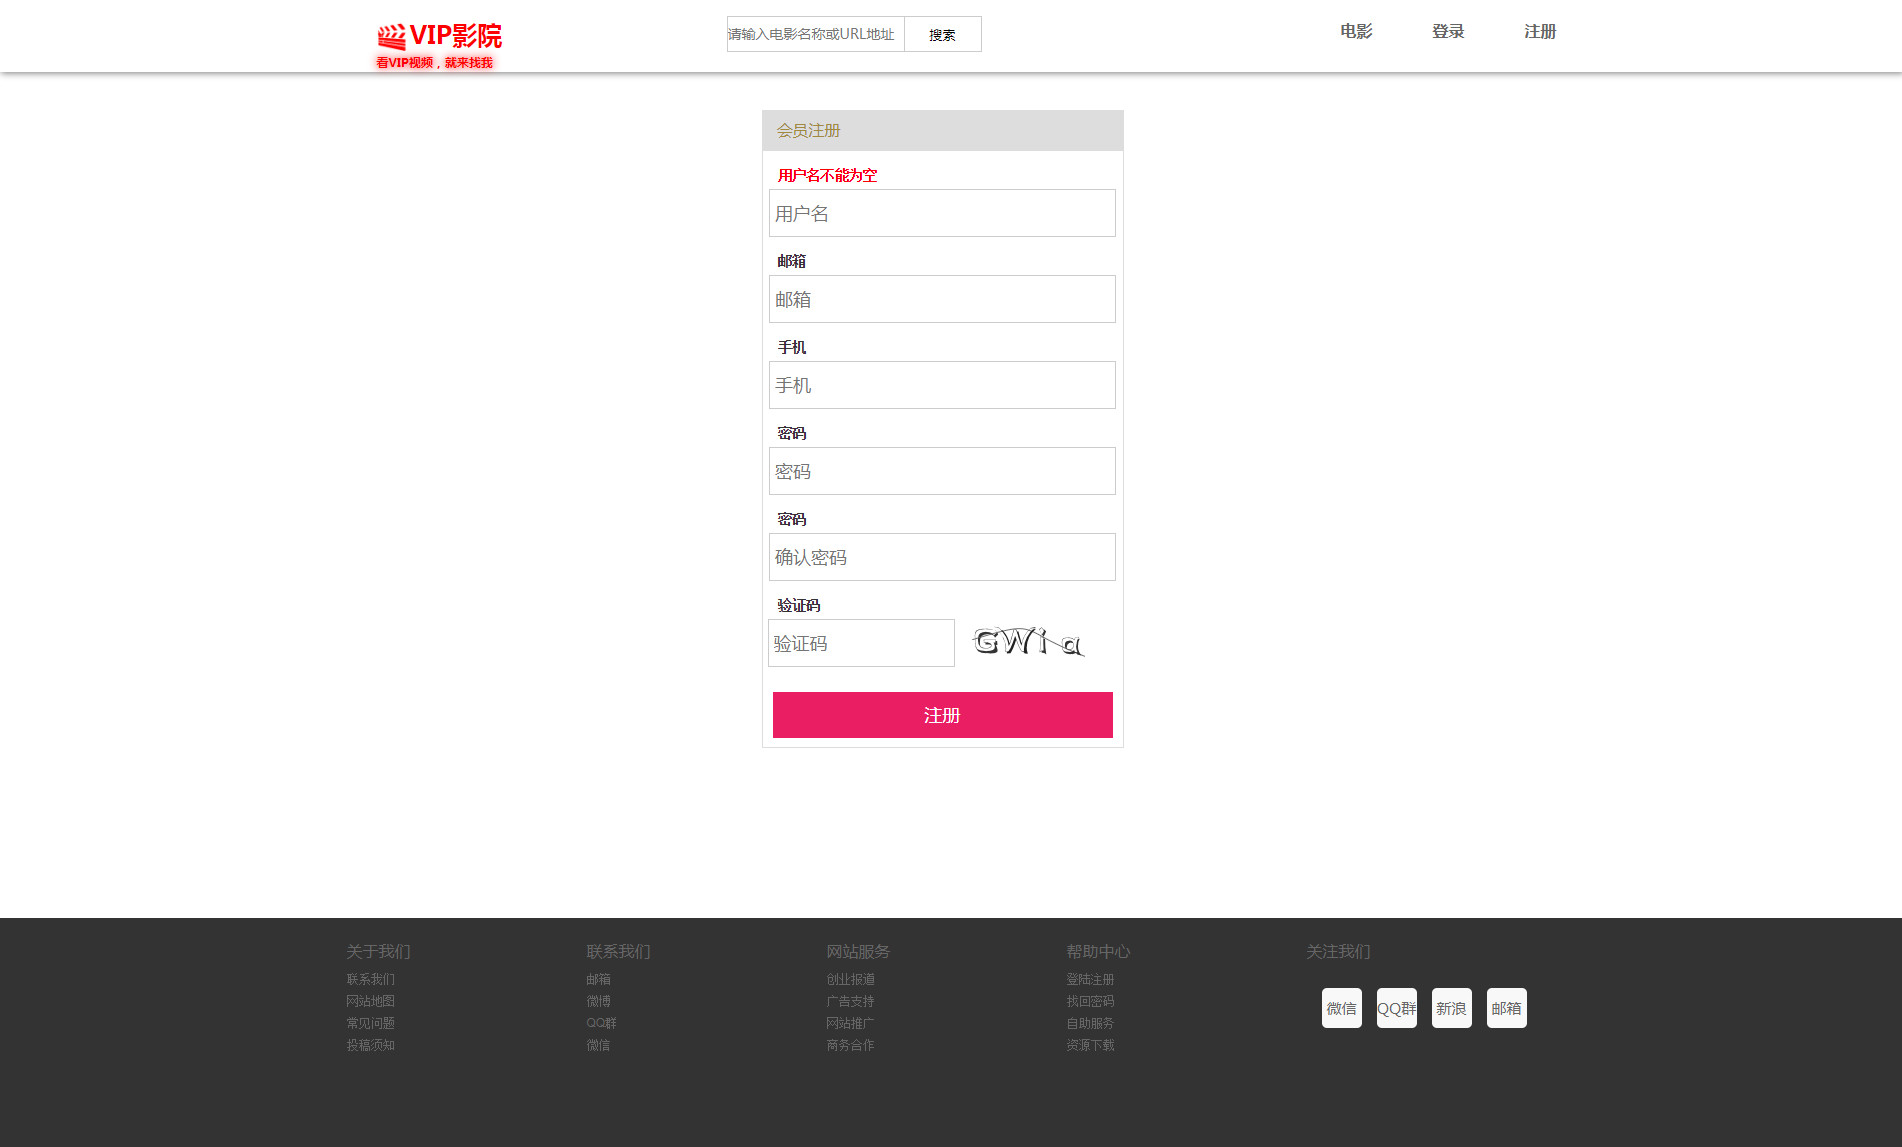 VIP影院
看VIP视频，就来找我
请输入电影名称或URL地址
搜索
电影
登录
注册
会员注册
用户名不能为空
用户名
邮箱
邮箱
手机
手机
密码
密码
密码
确认密码
验证码
验证码
GWia
注册
关于我们
联系我们
网站地图
常见问题
投稿须知
联系我们
邮箱
微博
QQ群
微信
网站服务
创业报道
广告支持
网站推广
商务合作
帮助中心
登陆注册
找回密码
自助服务
资源下载
关注我们
微信
QQ群
新浪
邮箱